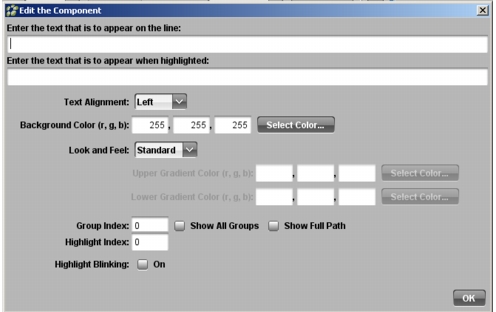 Edit the Component
Enter the text that is to appear on the line:
Enter the text that is to appear when highlighted:
Text Alignment: Left
Background Color (r, g, b): 255 , 255 , 255 Select Color...
Look and Feel: Standard
Upper Gradient Color (r, g, b): , , Select Color...
Lower Gradient Color (r, g, b): , , Select Color...
Group Index: 0 Show All Groups Show Full Path
Highlight Index: 0
Highlight Blinking: On
OK